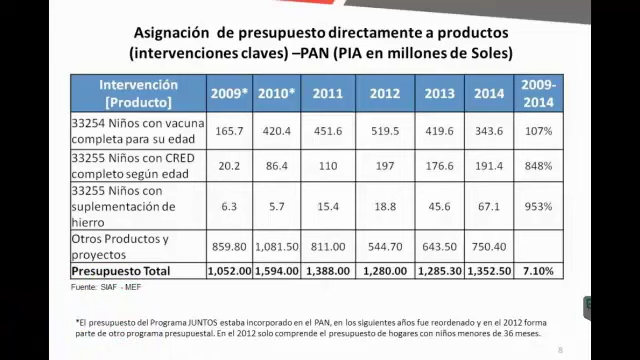 Asignación de presupuesto directamente a productos
(intervenciones claves) –PAN (PIA en millones de Soles)
Intervención [Producto] 2009* 2010* 2011 2012 2013 2014 2009-2014
33254 Niños con vacuna completa para su edad 165.7 420.4 451.6 519.5 419.6 343.6 107%
33255 Niños con CRED completo según edad 20.2 86.4 110 197 176.6 191.4 848%
33255 Niños con suplementación de hierro 6.3 5.7 15.4 18.8 45.6 67.1 953%
Otros Productos y proyectos 859.80 1,081.50 811.00 544.70 643.50 750.40
Presupuesto Total 1,052.00 1,594.00 1,388.00 1,280.00 1,285.30 1,352.50 7.10%
Fuente: SIAF - MEF
*El presupuesto del Programa JUNTOS estaba incorporado en el PAN, en los siguientes años fue reordenado y en el 2012 forma
parte de otro programa presupuestal. En el 2012 solo comprende el presupuesto de hogares con niños menores de 36 meses.
8